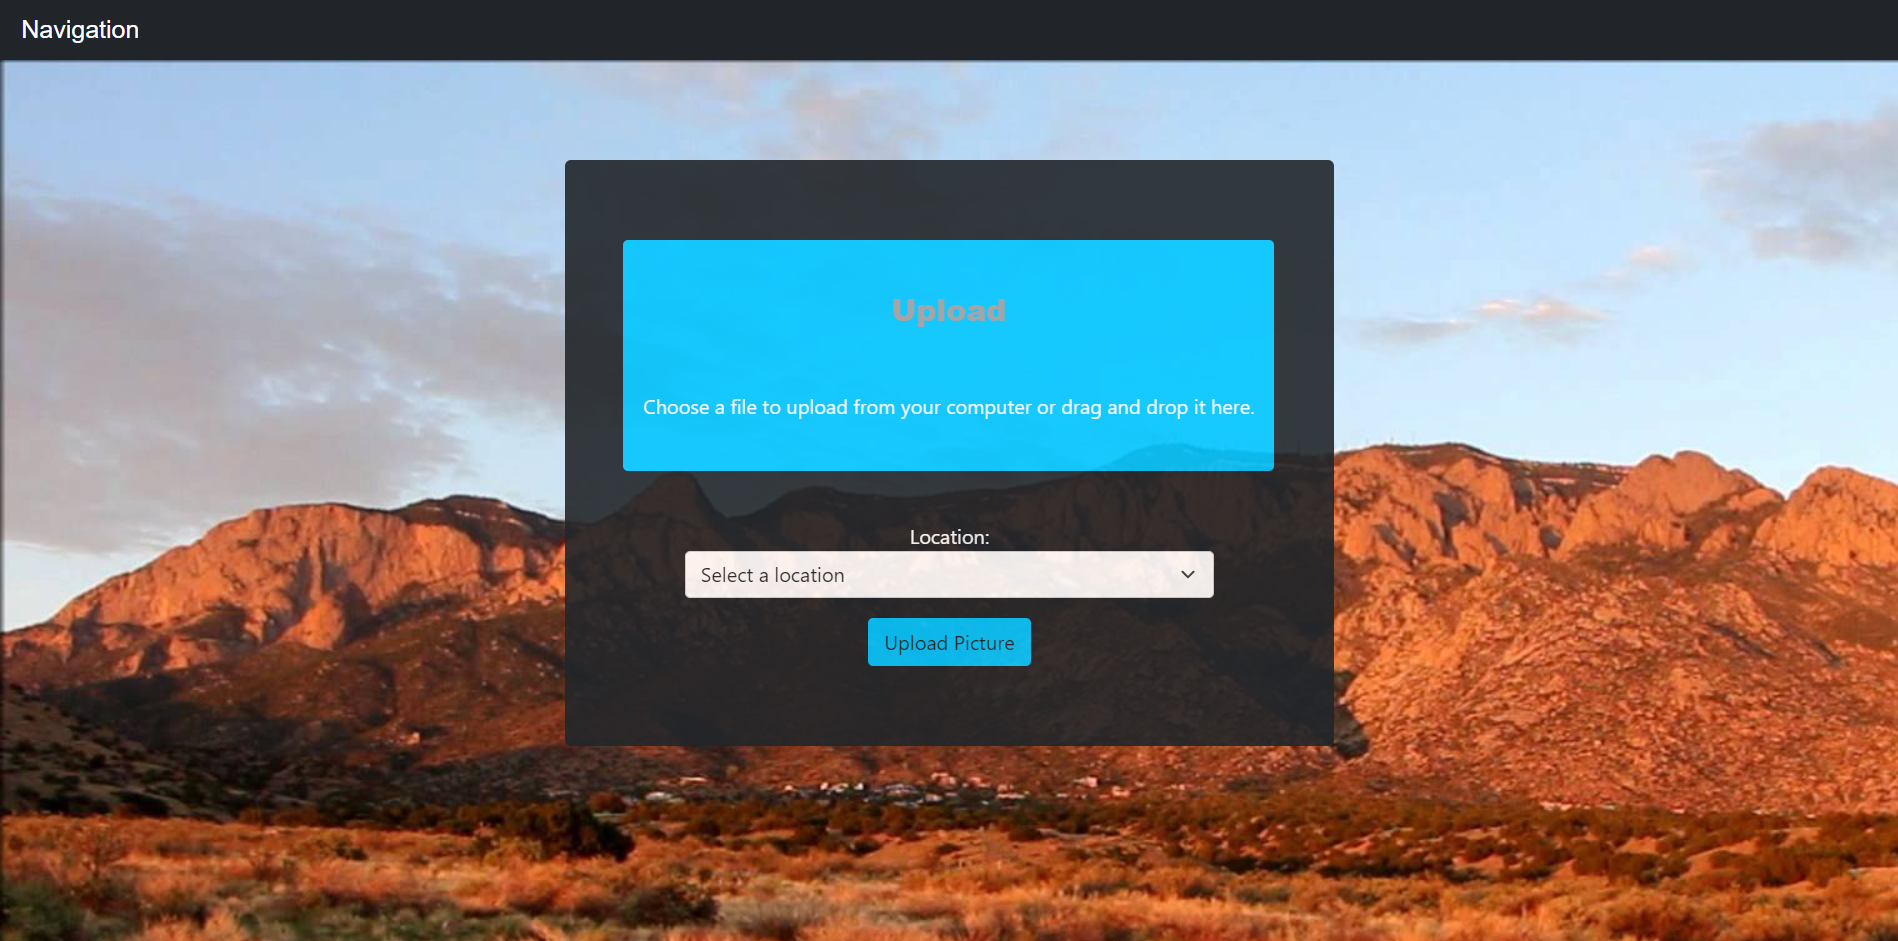 Navigation
Upload
Choose a file to upload from your computer or drag and drop it here.
Location:
Select a location
Upload Picture